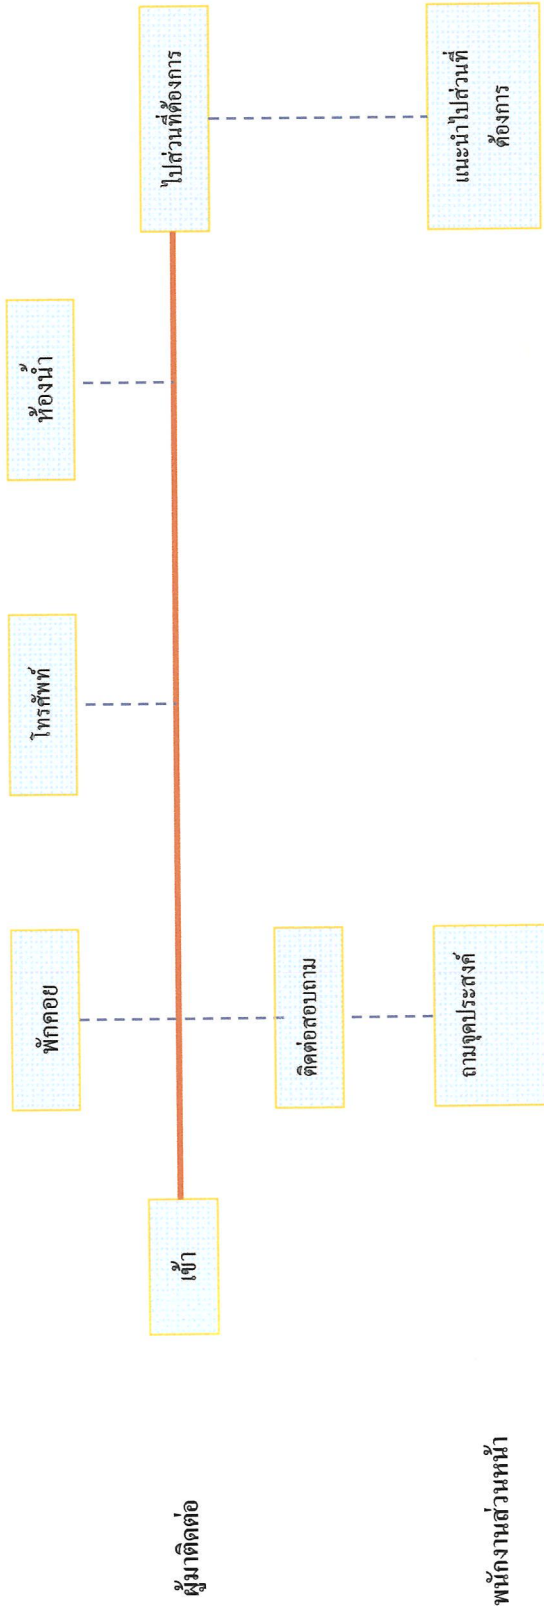 พักคอย
โทรศัพท์
ห้องน้ำ
ผู้มาติดต่อ
เข้า
ไปส่วนที่ต้องการ
ติดต่อสอบถาม
พนักงานส่วนหน้า
ถามจุดประสงค์
แนะนำไปส่วนที่
ต้องการ